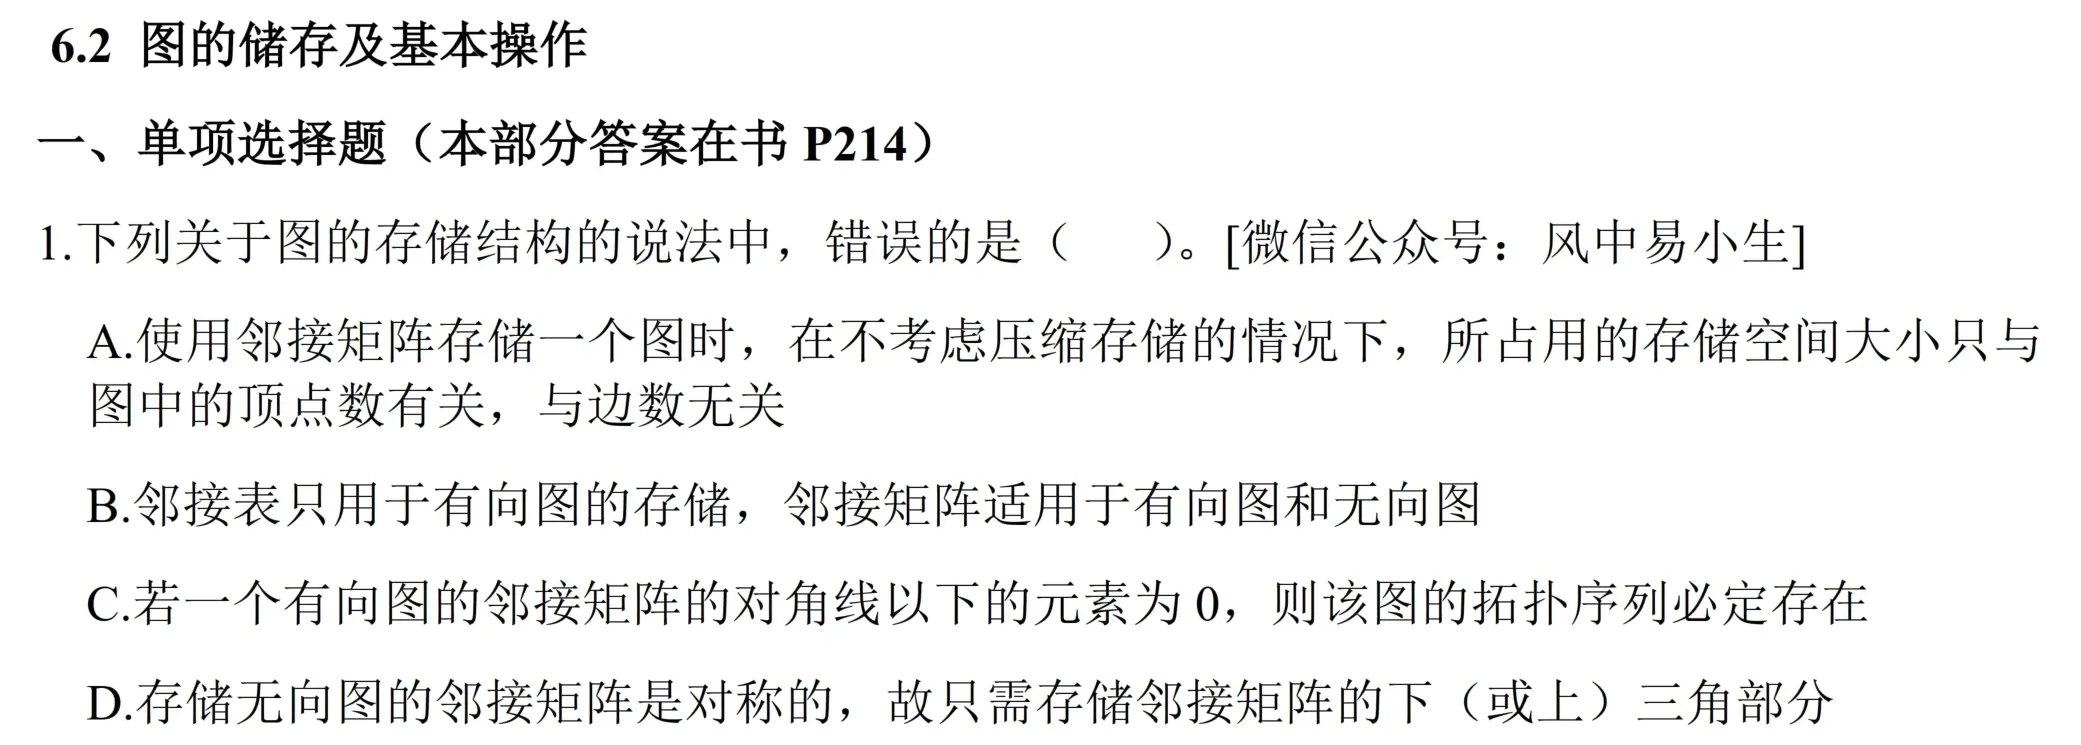 6.2 图的储存及基本操作
一、单项选择题（本部分答案在书 P214）
1.下列关于图的存储结构的说法中，错误的是（　　）。[微信公众号：风中易小生]
A.使用邻接矩阵存储一个图时，在不考虑压缩存储的情况下，所占用的存储空间大小只与
图中的顶点数有关，与边数无关
B.邻接表只用于有向图的存储，邻接矩阵适用于有向图和无向图
C.若一个有向图的邻接矩阵的对角线以下的元素为 0，则该图的拓扑序列必定存在
D.存储无向图的邻接矩阵是对称的，故只需存储邻接矩阵的下（或上）三角部分